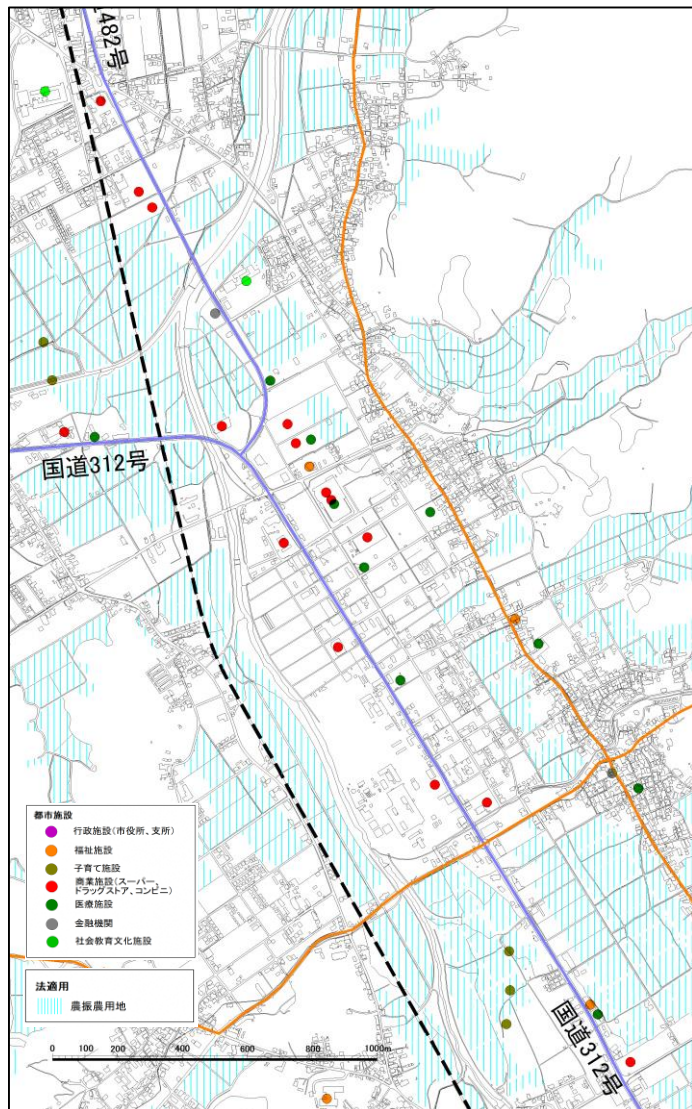 482号
国道312号
都市施設
行政施設(市役所、支所)
福祉施設
子育て施設
商業施設(スーパー、
ドラッグストア、コンビニ)
医療施設
金融機関
社会教育文化施設
法適用
農振農用地
0 100 200 400 600 800 1000m
国道312号